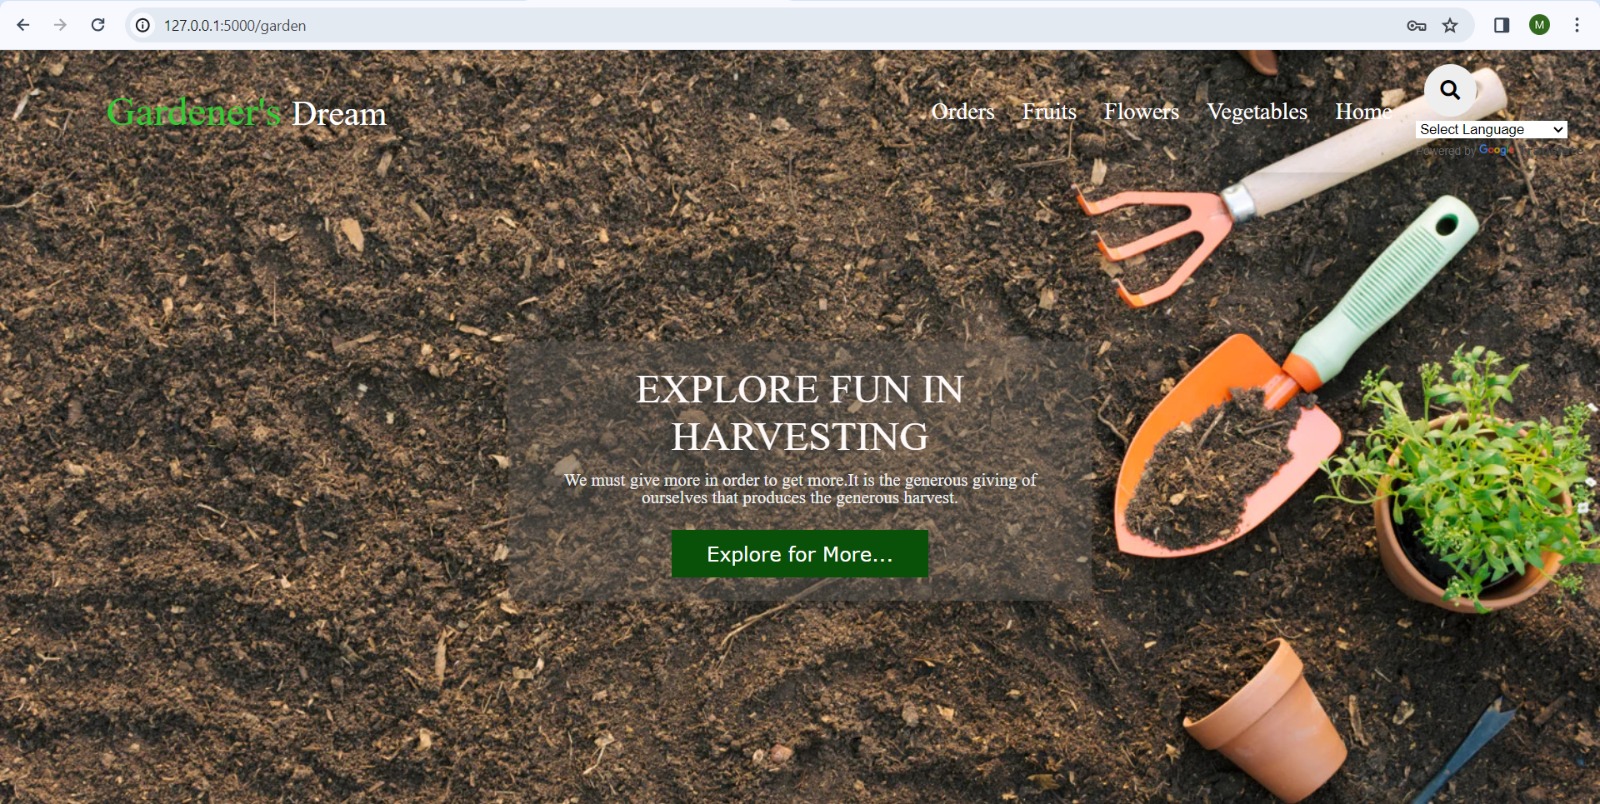 127.0.0.1:5000/garden
M
Gardener's Dream
Orders Fruits Flowers Vegetables Home
Select Language
Powered by Google
EXPLORE FUN IN
HARVESTING
We must give more in order to get more.It is the generous giving of
ourselves that produces the generous harvest.
Explore for More...